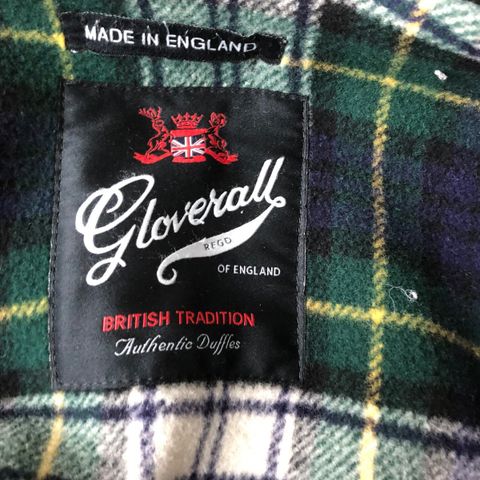 MADE IN ENGLAND
Gloverall
REGD
OF ENGLAND
BRITISH TRADITION
Authentic Duffles